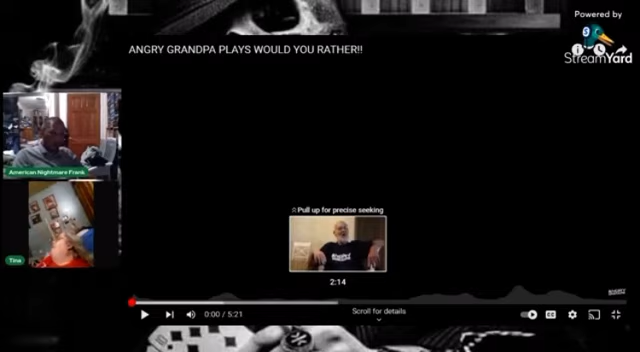 Powered by
StreamYard
ANGRY GRANDPA PLAYS WOULD YOU RATHER!!
American Nightmare Frank
Tina
Pull up for precise seeking
2:14
0:00 / 5:21
Scroll for details
CC